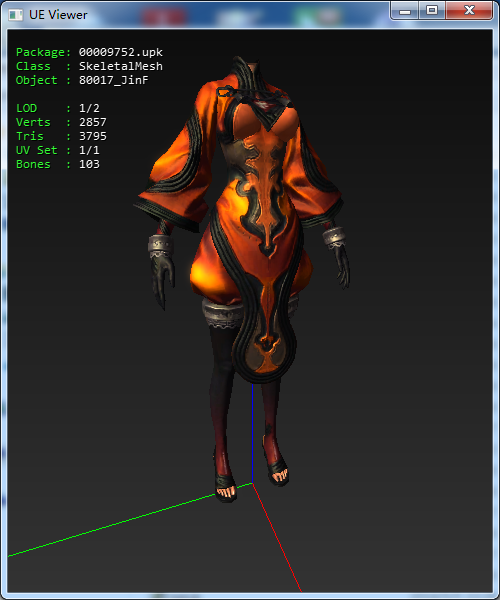 UE Viewer
Package: 00009752.upk
Class : SkeletalMesh
Object : 80017_JinF
LOD : 1/2
Verts : 2857
Tris : 3795
UV Set : 1/1
Bones : 103